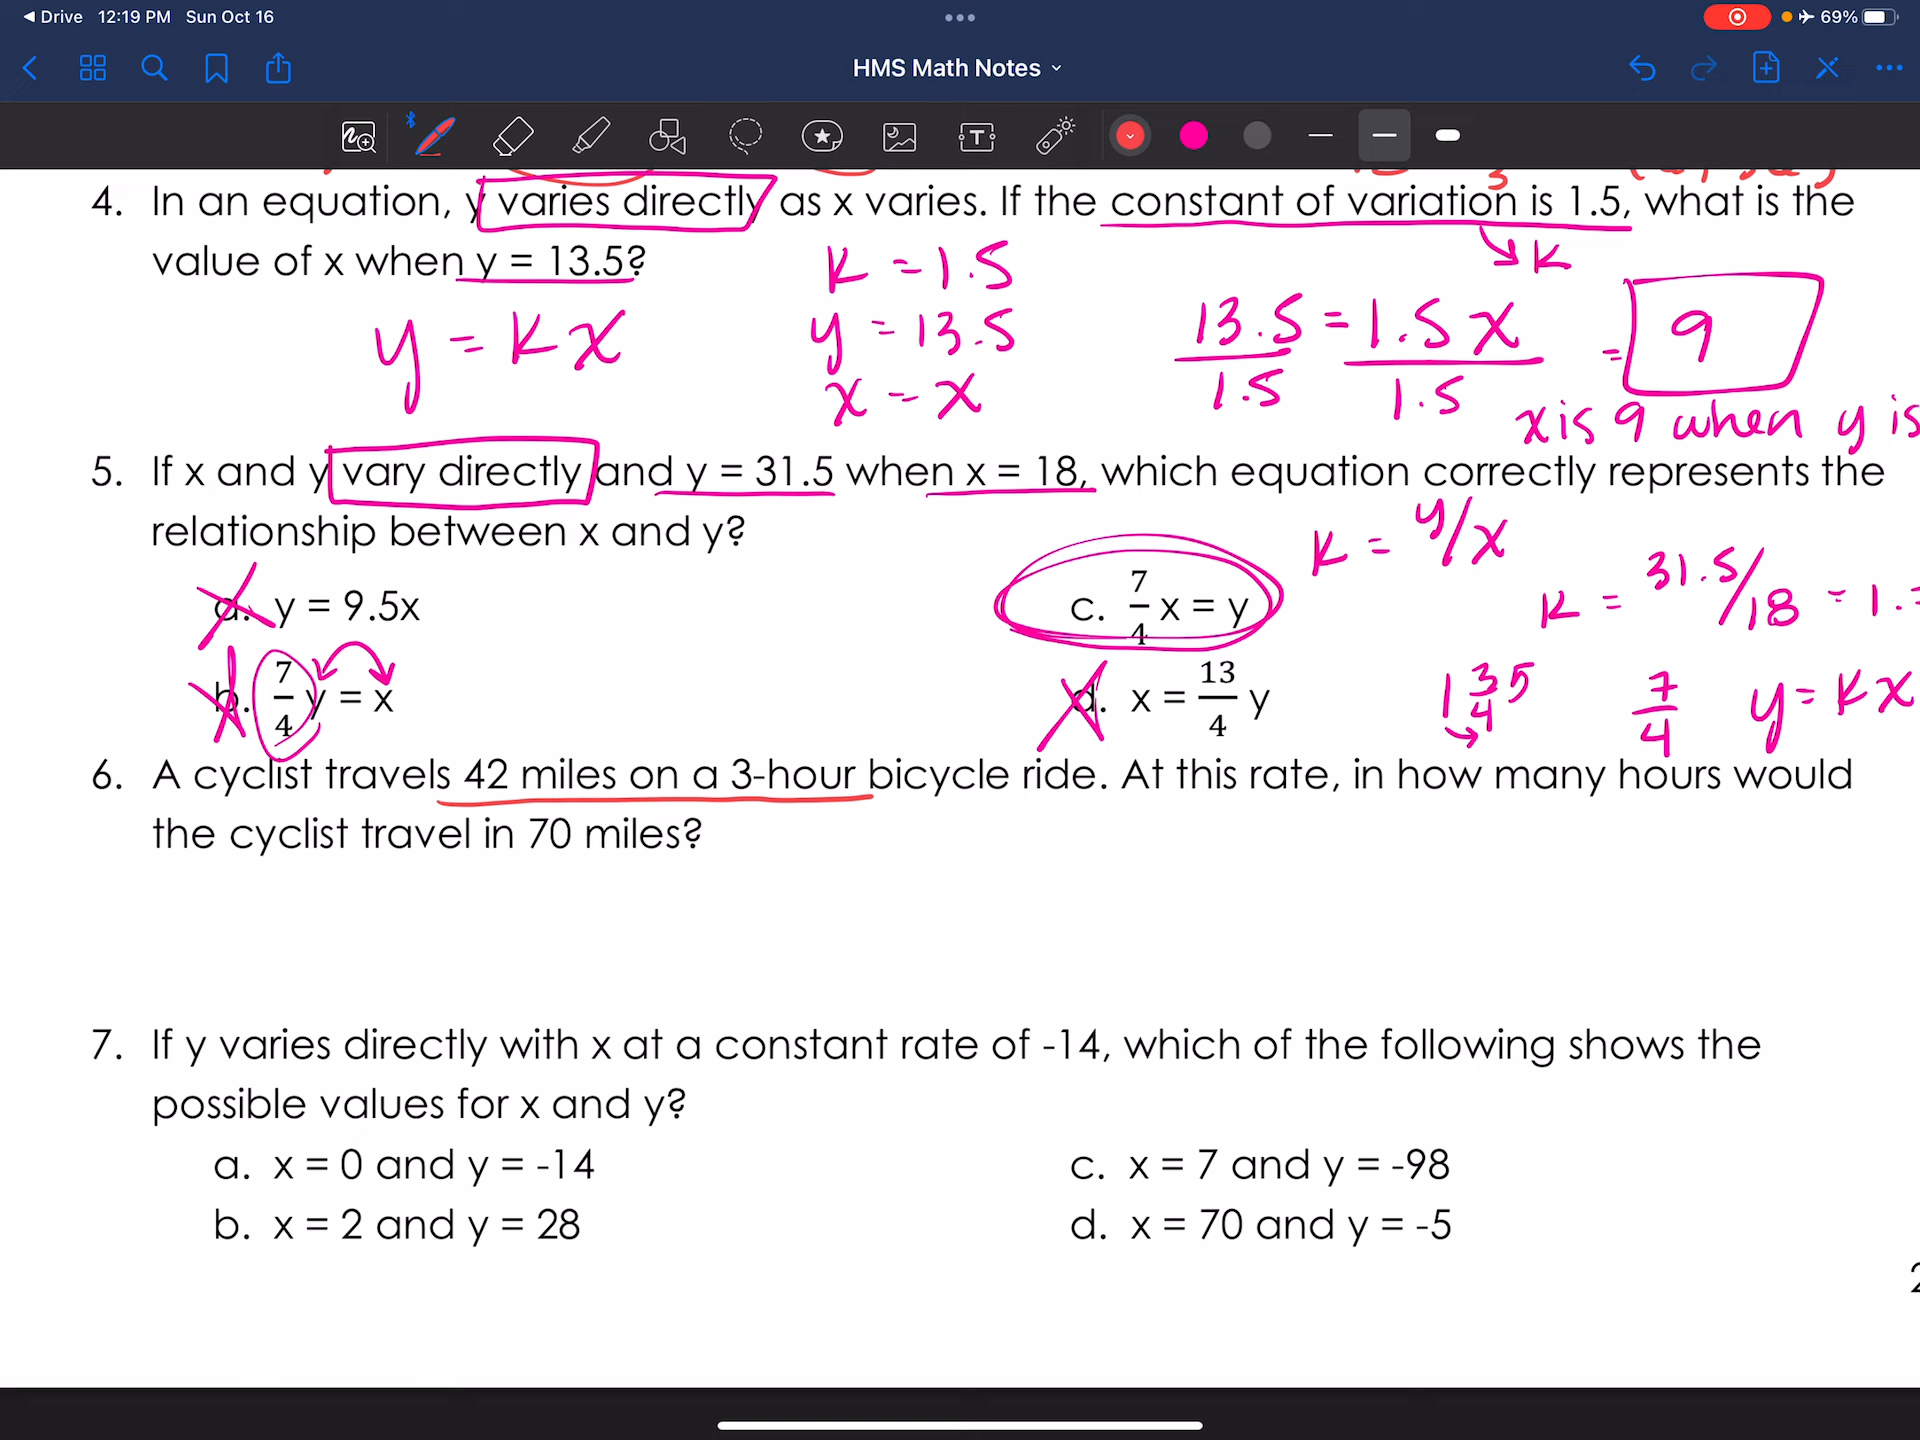 Drive 12:19 PM Sun Oct 16
69%
HMS Math Notes
T
4. In an equation, y varies directly as x varies. If the constant of variation is 1.5, what is the
value of x when y = 13.5?
K
K = 1.5
y = 13.5
x = x
y = Kx
13.5 = 1.5x
1.5 1.5
= 9
x is 9 when y is
5. If x and y vary directly and y = 31.5 when x = 18, which equation correctly represents the
relationship between x and y?
K = y/x
K = 31.5/18 = 1.
a. y = 9.5x
b. 7/4 y = x
c. 7/4 x = y
d. x = 13/4 y
1 3/4
7/4
y = Kx
6. A cyclist travels 42 miles on a 3-hour bicycle ride. At this rate, in how many hours would
the cyclist travel in 70 miles?
7. If y varies directly with x at a constant rate of -14, which of the following shows the
possible values for x and y?
a. x = 0 and y = -14
b. x = 2 and y = 28
c. x = 7 and y = -98
d. x = 70 and y = -5